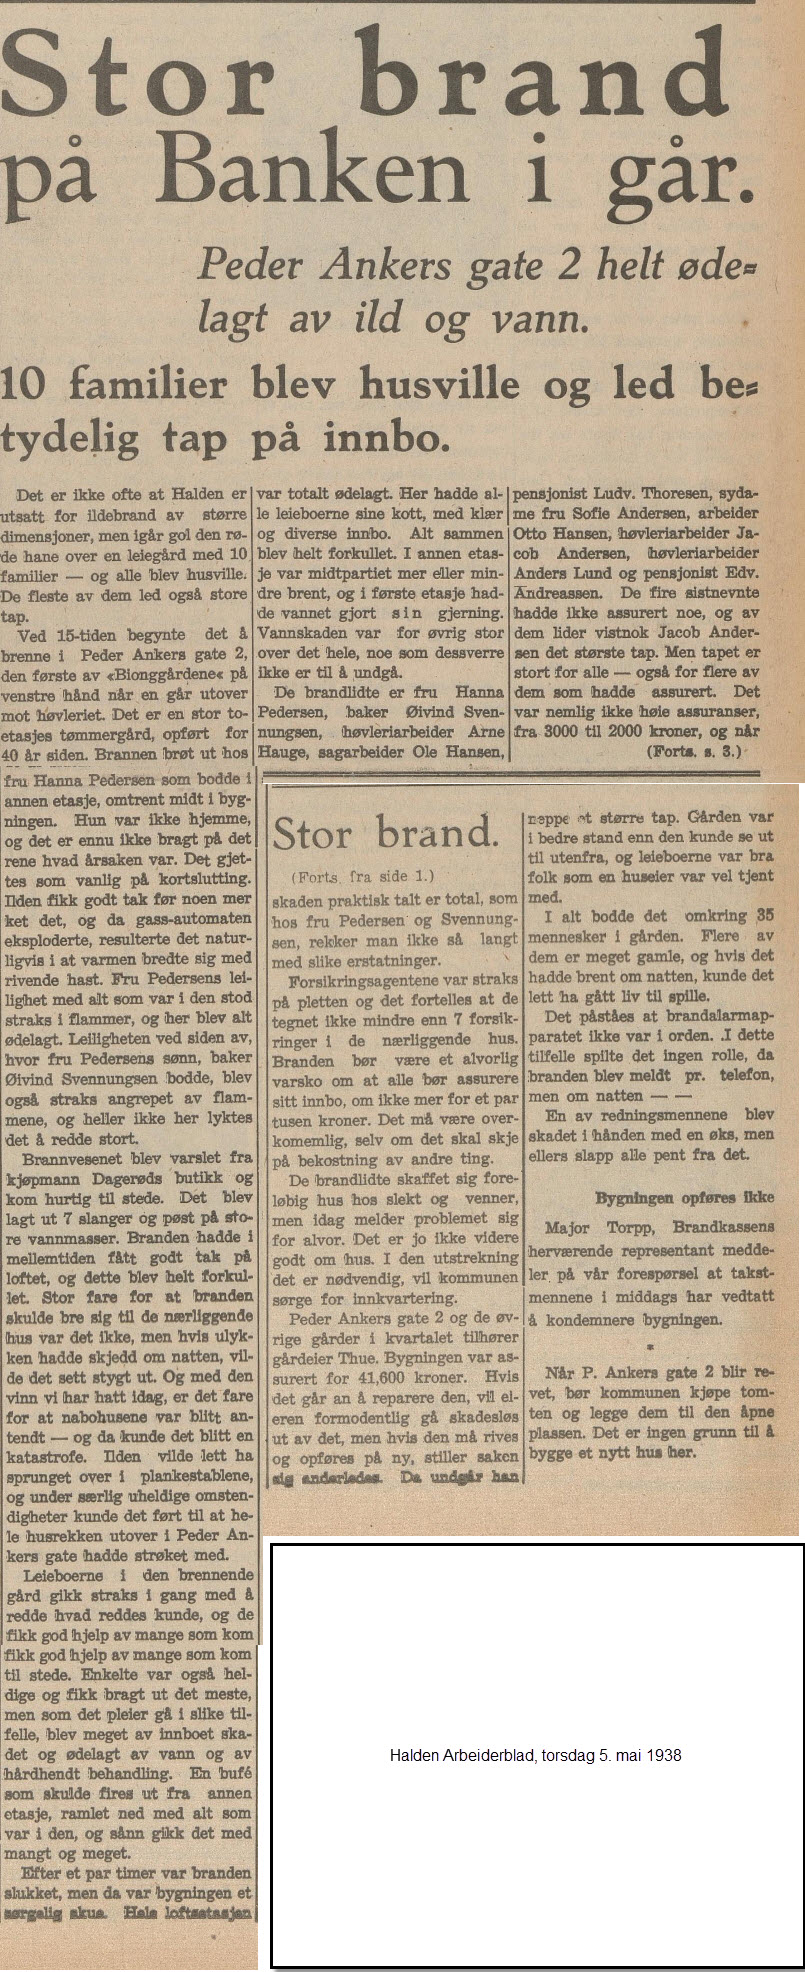 Stor brand
på Banken i går.
Peder Ankers gate 2 helt øde-
lagt av ild og vann.
10 familier blev husville og led be-
tydelig tap på innbo.
Det er ikke ofte at Halden er
utsatt for ildebrand av større
dimensjoner, men igår gol den rø-
de hane over en leiegård med 10
familier — og alle blev husville.
De fleste av dem led også store
tap.
Ved 15-tiden begynte det å
brenne i Peder Ankers gate 2,
den første av «Bionggårdene« på
venstre hånd når en går utover
mot høvleriet. Det er en stor to-
etasjes tømmergård, opført for
40 år siden. Brannen brøt ut hos
fru Hanna Pedersen som bodde i
annen etasje, omtrent midt i byg-
ningen. Hun var ikke hjemme,
og det er ennu ikke bragt på det
rene hvad årsaken var. Det gjet-
tes som vanlig på kortslutting.
Ilden fikk godt tak før noen mer
ket det, og da gass-automaten
eksploderte, resulterte det natur-
ligvis i at varmen bredte sig med
rivende hast. Fru Pedersens lei-
lighet med alt som var i den stod
straks i flammer, og her blev alt
ødelagt. Leiligheten ved siden av,
hvor fru Pedersens sønn, baker
Øivind Svennungsen bodde, blev
også straks angrepet av flam-
mene, og heller ikke her lyktes
det å redde stort.
Brannvesenet blev varslet fra
kjøpmann Dagerøds butikk og
kom hurtig til stede. Det blev
lagt ut 7 slanger og pøst på sto-
re vannmasser. Branden hadde i
mellemtiden fått godt tak på
loftet, og dette blev helt forkul-
let. Stor fare for at branden
skulde bre sig til de nærliggende
hus var det ikke, men hvis ulyk-
ken hadde skjedd om natten, vil-
de det sett stygt ut. Og med den
vinn vi har hatt idag, er det fare
for at nabohusene var blitt an-
tendt — og da kunde det blitt en
katastrofe. Ilden vilde lett ha
sprunget over i plankestablene,
og under særlig uheldige omsten-
digheter kunde det ført til at he-
le husrekken utover i Peder An-
kers gate hadde strøket med.
Leieboerne i den brennende
gård gikk straks i gang med å
redde hvad reddes kunde, og de
fikk god hjelp av mange som kom
fikk god hjelp av mange som kom
til stede. Enkelte var også hel-
dige og fikk bragt ut det meste,
men som det pleier gå i slike til-
felle, blev meget av innboet ska-
det og ødelagt av vann og av
hårdhendt behandling. En bufé
som skulde fires ut fra annen
etasje, ramlet ned med alt som
var i den, og sånn gikk det med
mangt og meget.
Efter et par timer var branden
slukket, men da var bygningen et
sørgelig skue. Hele loftsetasjen
var totalt ødelagt. Her hadde al-
le leieboerne sine kott, med klær
og diverse innbo. Alt sammen
blev helt forkullet. I annen etas-
je var midtpartiet mer eller min-
dre brent, og i første etasje had-
de vannet gjort sin gjerning.
Vannskaden var for øvrig stor
over det hele, noe som dessverre
ikke er til å undgå.
De brandlidte er fru Hanna
Pedersen, baker Øivind Sven-
nungsen, høvleriarbeider Arne
Hauge, sagarbeider Ole Hansen,
pensjonist Ludv. Thoresen, syda-
me fru Sofie Andersen, arbeider
Otto Hansen, høvleriarbeider Ja-
cob Andersen, høvleriarbeider
Anders Lund og pensjonist Edv.
Andreassen. De fire sistnevnte
hadde ikke assurert noe, og av
dem lider vistnok Jacob Ander-
sen det største tap. Men tapet er
stort for alle — også for flere av
dem som hadde assurert. Det
var nemlig ikke høie assuranser,
fra 3000 til 2000 kroner, og når
(Forts. s. 3.)
Stor brand.
(Forts. fra side 1.)
skaden praktisk talt er total, som
hos fru Pedersen og Svennung-
sen, rekker man ikke så langt
med slike erstatninger.
Forsikringsagentene var straks
på pletten og det fortelles at de
tegnet ikke mindre enn 7 forsik-
ringer i de nærliggende hus.
Branden bør være et alvorlig
varsko om at alle bør assurere
sitt innbo, om ikke mer for et par
tusen kroner. Det må være over-
komemlig, selv om det skal skje
på bekostning av andre ting.
De brandlidte skaffet sig fore-
løbig hus hos slekt og venner,
men idag melder problemet sig
for alvor. Det er jo ikke videre
godt om hus. I den utstrekning
det er nødvendig, vil kommunen
sørge for innkvartering.
Peder Ankers gate 2 og de øv-
rige gårder i kvartalet tilhører
gårdeier Thue. Bygningen var as-
surert for 41,600 kroner. Hvis
det går an å reparere den, vil ei-
eren formodentlig gå skadesløs
ut av det, men hvis den må rives
og opføres på ny, stiller saken
sig anderledes. Da undgår han
neppe et større tap. Gården var
i bedre stand enn den kunde se ut
til utenfra, og leieboerne var bra
folk som en huseier var vel tjent
med.
I alt bodde det omkring 35
mennesker i gården. Flere av
dem er meget gamle, og hvis det
hadde brent om natten, kunde det
lett ha gått liv til spille.
Det påståes at brandalarmap-
paratet ikke var i orden. I dette
tilfelle spilte det ingen rolle, da
branden blev meldt pr. telefon,
men om natten — —
En av redningsmennene blev
skadet i hånden med en øks, men
ellers slapp alle pent fra det.
Bygningen opføres ikke
Major Torpp, Brandkassens
herværende representant medde-
ler på vår forespørsel at takst-
mennene i middags har vedtatt
å kondemnere bygningen.
*
Når P. Ankers gate 2 blir re-
vet, bør kommunen kjøpe tom-
ten og legge dem til den åpne
plassen. Det er ingen grunn til å
bygge et nytt hus her.
Halden Arbeiderblad, torsdag 5. mai 1938